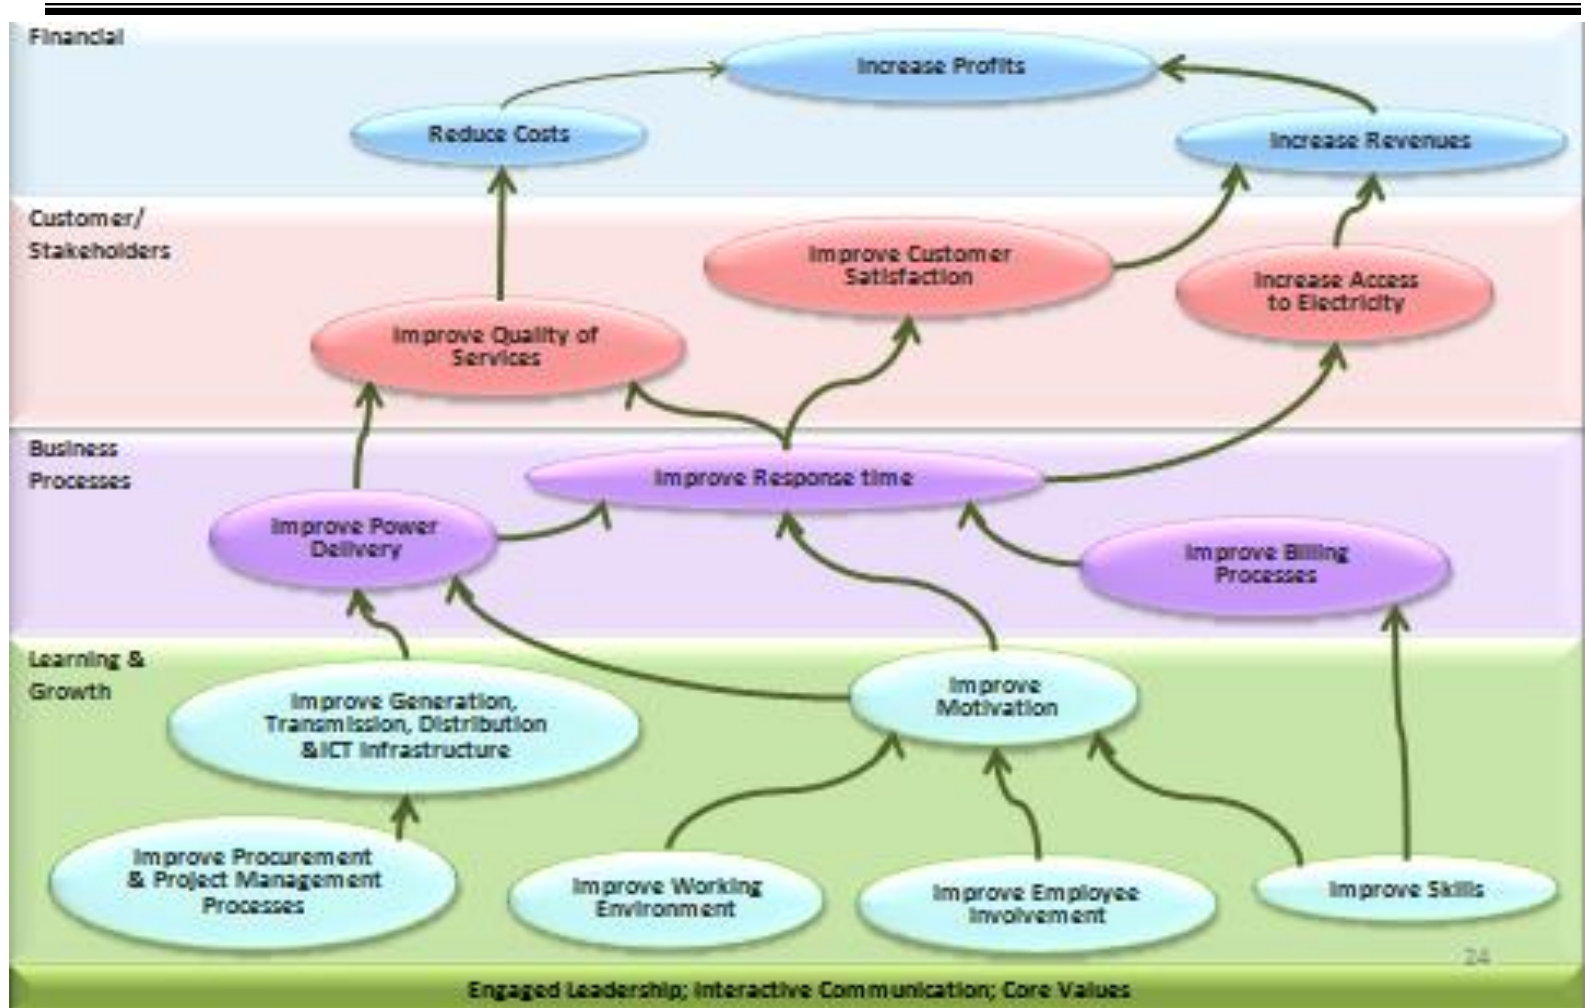 Financial
Increase Profits
Reduce Costs
Increase Revenues
Customer/
Stakeholders
Improve Customer
Satisfaction
Increase Access
to Electricity
Improve Quality of
Services
Business
Processes
Improve Response time
Improve Power
Delivery
Improve Billing
Processes
Learning &
Growth
Improve Generation,
Transmission, Distribution
&ICT Infrastructure
Improve
Motivation
Improve Procurement
& Project Management
Processes
Improve Working
Environment
Improve Employee
Involvement
Improve Skills
24
Engaged Leadership; Interactive Communication; Core Values